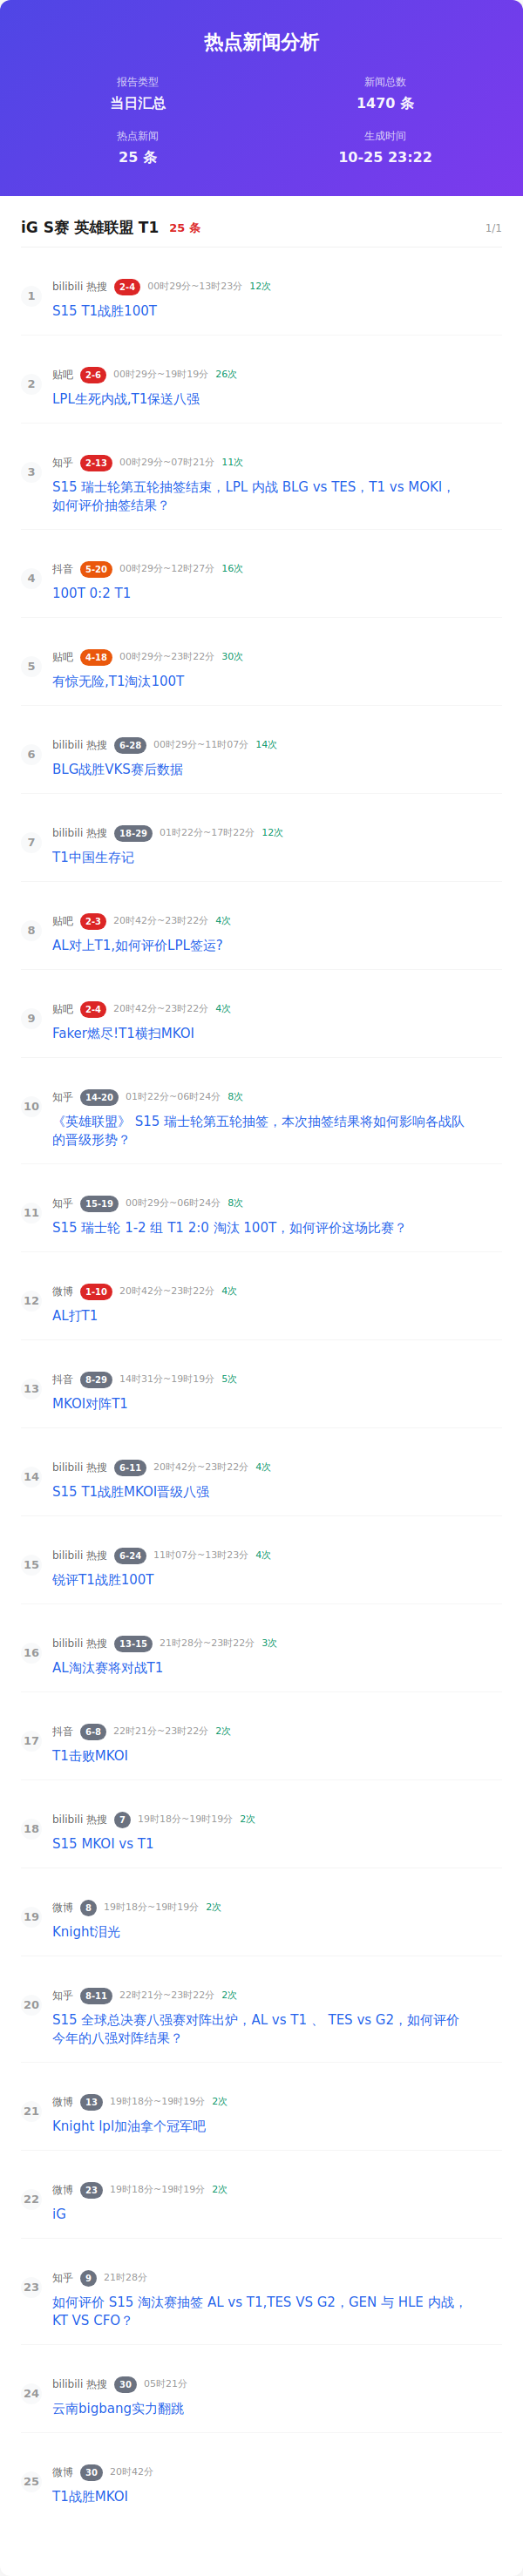 热点新闻分析
报告类型
新闻总数
当日汇总
1470 条
热点新闻
生成时间
25 条
10-25 23:22
iG S赛 英雄联盟 T1 25 条 1/1
1
bilibili 热搜 2-4 00时29分~13时23分 12次
S15 T1战胜100T
2
贴吧 2-6 00时29分~19时19分 26次
LPL生死内战,T1保送八强
3
知乎 2-13 00时29分~07时21分 11次
S15 瑞士轮第五轮抽签结束，LPL 内战 BLG vs TES，T1 vs MOKI，
如何评价抽签结果？
4
抖音 5-20 00时29分~12时27分 16次
100T 0:2 T1
5
贴吧 4-18 00时29分~23时22分 30次
有惊无险,T1淘汰100T
6
bilibili 热搜 6-28 00时29分~11时07分 14次
BLG战胜VKS赛后数据
7
bilibili 热搜 18-29 01时22分~17时22分 12次
T1中国生存记
8
贴吧 2-3 20时42分~23时22分 4次
AL对上T1,如何评价LPL签运?
9
贴吧 2-4 20时42分~23时22分 4次
Faker燃尽!T1横扫MKOI
10
知乎 14-20 01时22分~06时24分 8次
《英雄联盟》 S15 瑞士轮第五轮抽签，本次抽签结果将如何影响各战队
的晋级形势？
11
知乎 15-19 00时29分~06时24分 8次
S15 瑞士轮 1-2 组 T1 2:0 淘汰 100T，如何评价这场比赛？
12
微博 1-10 20时42分~23时22分 4次
AL打T1
13
抖音 8-29 14时31分~19时19分 5次
MKOI对阵T1
14
bilibili 热搜 6-11 20时42分~23时22分 4次
S15 T1战胜MKOI晋级八强
15
bilibili 热搜 6-24 11时07分~13时23分 4次
锐评T1战胜100T
16
bilibili 热搜 13-15 21时28分~23时22分 3次
AL淘汰赛将对战T1
17
抖音 6-8 22时21分~23时22分 2次
T1击败MKOI
18
bilibili 热搜 7 19时18分~19时19分 2次
S15 MKOI vs T1
19
微博 8 19时18分~19时19分 2次
Knight泪光
20
知乎 8-11 22时21分~23时22分 2次
S15 全球总决赛八强赛对阵出炉，AL vs T1 、 TES vs G2，如何评价
今年的八强对阵结果？
21
微博 13 19时18分~19时19分 2次
Knight lpl加油拿个冠军吧
22
微博 23 19时18分~19时19分 2次
iG
23
知乎 9 21时28分
如何评价 S15 淘汰赛抽签 AL vs T1,TES VS G2，GEN 与 HLE 内战，
KT VS CFO？
24
bilibili 热搜 30 05时21分
云南bigbang实力翻跳
25
微博 30 20时42分
T1战胜MKOI